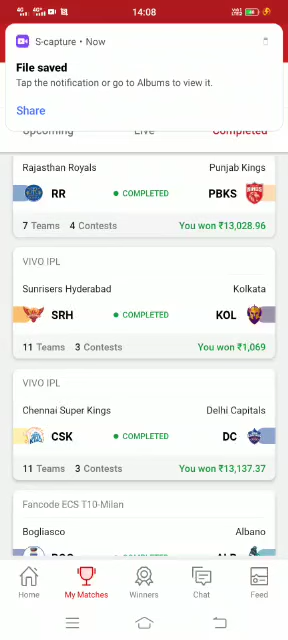 4G 4G 14:08
S-capture • Now
File saved
Tap the notification or go to Albums to view it.
Share
Upcoming Live Completed
Rajasthan Royals Punjab Kings
RR COMPLETED PBKS
7 Teams 4 Contests You won ₹13,028.96
VIVO IPL
Sunrisers Hyderabad Kolkata
SRH COMPLETED KOL
11 Teams 3 Contests You won ₹1,069
VIVO IPL
Chennai Super Kings Delhi Capitals
CSK COMPLETED DC
11 Teams 3 Contests You won ₹13,137.37
Fancode ECS T10-Milan
Bogliasco Albano
COMPLETED
Home My Matches Winners Chat Feed